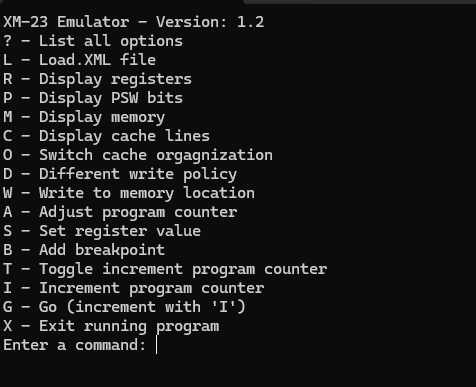 XM-23 Emulator - Version: 1.2
? - List all options
L - Load.XML file
R - Display registers
P - Display PSW bits
M - Display memory
C - Display cache lines
O - Switch cache orgagnization
D - Different write policy
W - Write to memory location
A - Adjust program counter
S - Set register value
B - Add breakpoint
T - Toggle increment program counter
I - Increment program counter
G - Go (increment with 'I')
X - Exit running program
Enter a command: